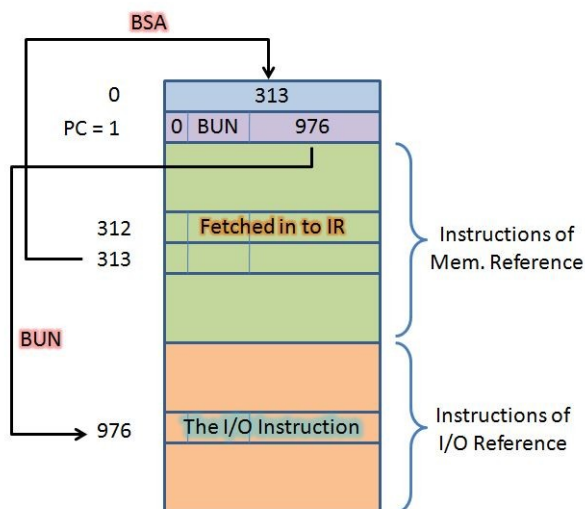 BSA
0
313
PC = 1
0 BUN 976
312
Fetched in to IR
313
Instructions of
Mem. Reference
BUN
976
The I/O Instruction
Instructions of
I/O Reference